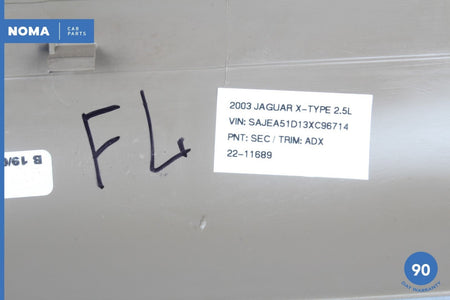 NOMA CAR PARTS
FL
2003 JAGUAR X-TYPE 2.5L
VIN: SAJEA51D13XC96714
PNT: SEC / TRIM: ADX
22-11689
B 19/
90
DAY WARRANTY